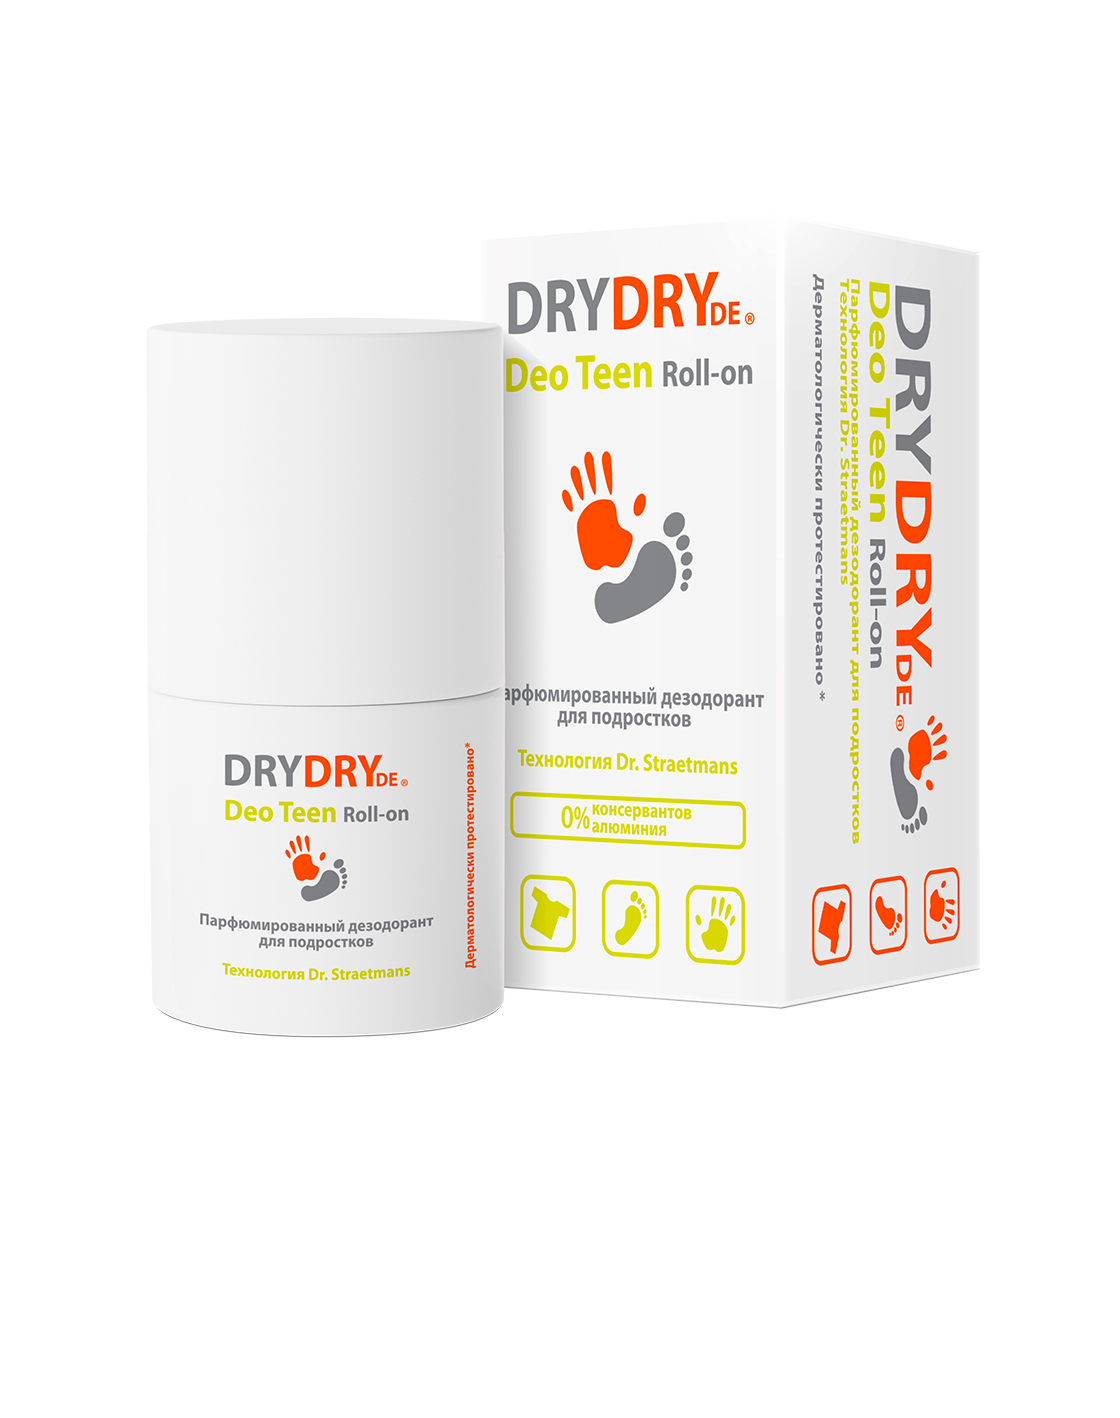 DRYDRYDE®
Deo Teen Roll-on
Парфюмированный дезодорант
для подростков
Технология Dr. Straetmans
Дерматологически протестировано*
DRYDRYDE®
Deo Teen Roll-on
арфюмированный дезодорант
для подростков
Технология Dr. Straetmans
0% консервантов
алюминия
DRYDRYDE®
Deo Teen Roll-on
Парфюмированный дезодорант для подростков
Технология Dr. Straetmans
Дерматологически протестировано*